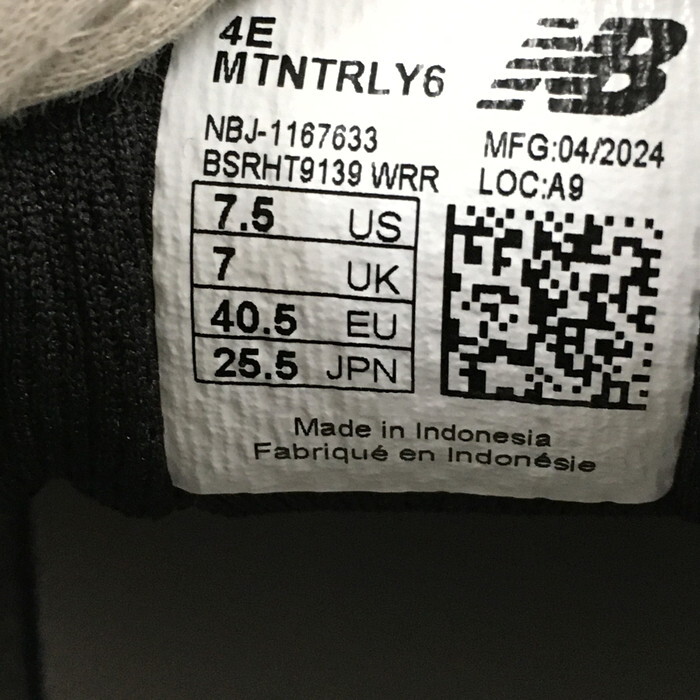 4E
MTNTRLY6
NB
NBJ-1167633
BSRHT9139 WRR
MFG:04/2024
LOC:A9
7.5 US
7 UK
40.5 EU
25.5 JPN
Made in Indonesia
Fabriqué en Indonésie